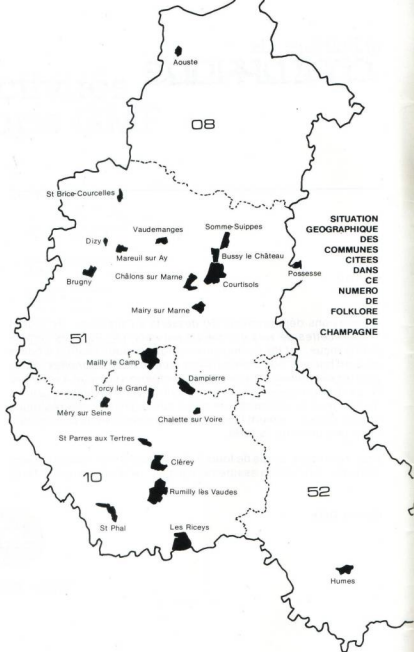 Aouste
08
St Brice-Courcelles
Vaudemanges
Somme-Suippes
Dizy
Bussy le Château
Mareuil sur Ay
Châlons sur Marne
Possesse
Brugny
Courtisols
Mairy sur Marne
51
SITUATION
GEOGRAPHIQUE
DES
COMMUNES
CITEES
DANS
CE
NUMERO
DE
FOLKLORE
DE
CHAMPAGNE
Mailly le Camp
Dampierre
Torcy le Grand
Méry sur Seine
Chalette sur Voire
St Parres aux Tertres
Clérey
10
Rumilly lès Vaudes
52
St Phal
Les Riceys
Humes